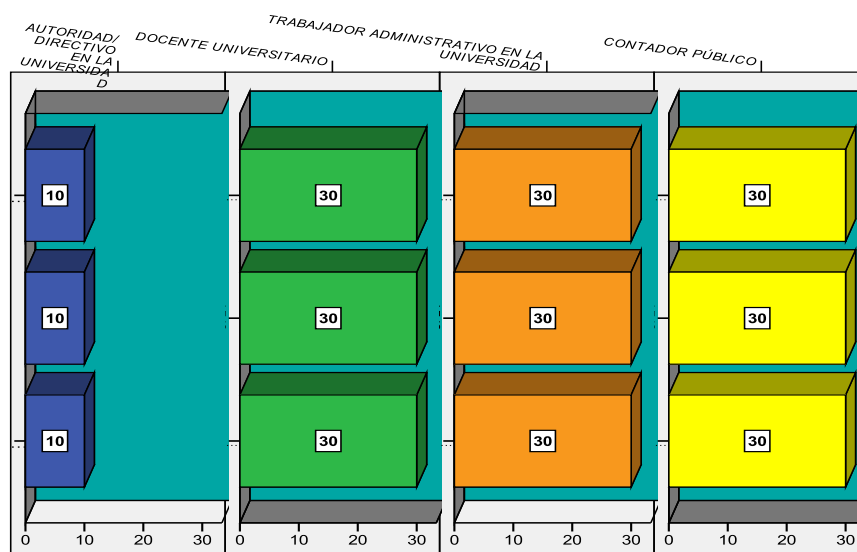 AUTORIDAD/
DIRECTIVO
EN LA
UNIVERSIDA
D
DOCENTE UNIVERSITARIO
TRABAJADOR ADMINISTRATIVO EN LA
UNIVERSIDAD
CONTADOR PÚBLICO
10 30 30 30
10 30 30 30
10 30 30 30
0 10 20 30 0 10 20 30 0 10 20 30 0 10 20 30